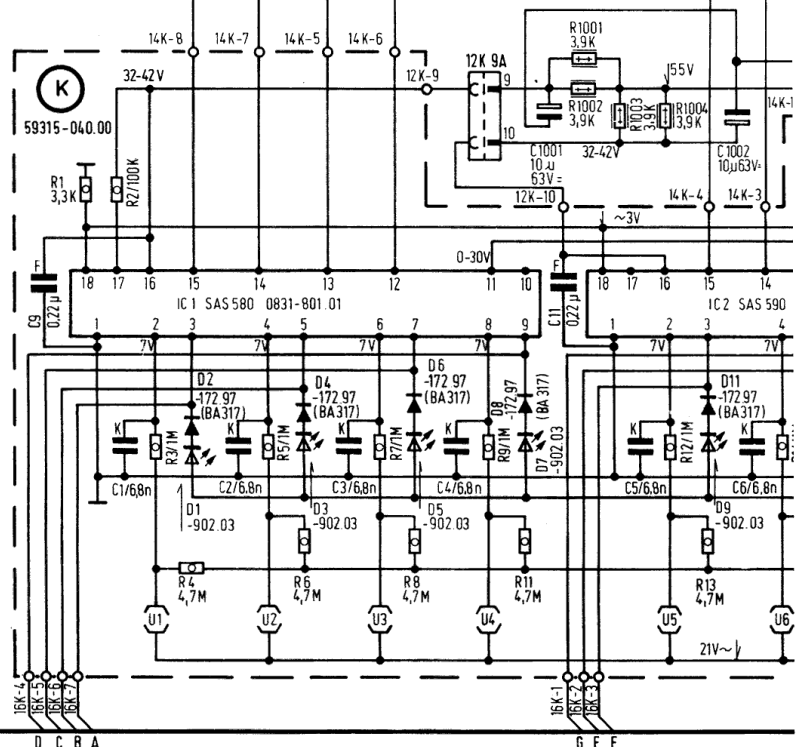 14K-8
14K-7
14K-5
14K-6
K
59315-040.00
32-42V
12K-9
12K 9A
9
10
R1001
3,9K
R1002
3,9K
R1003
3,9K
55V
R1004
3,9K
14K-1
C1001
10µ
63V=
32-42V
C1002
10µ63V=
R1
3,3K
R2/100K
12K-10
14K-4
14K-3
~3V
0-30V
F
C9
0,22µ
18
17
16
15
14
13
12
11
10
IC1 SAS 580 0831-801.01
1
2
3
4
5
6
7
8
9
F
C11
0,22µ
18
17
16
15
14
IC2 SAS 590
1
2
3
4
7V
7V
7V
7V
7V
7V
D2
-172.97
(BA317)
D4
-172.97
(BA317)
D6
-172.97
(BA317)
D8
-172,97
(BA317)
D11
-172.97
(BA317)
K
R3/1M
K
R5/1M
K
R7/1M
K
R9/1M
D7
-902.03
K
R12/1M
K
C1/6,8n
C2/6,8n
C3/6,8n
C4/6,8n
C5/6,8n
C6/6,8n
D1
-902.03
D3
-902.03
D5
-902.03
D9
-902.03
R4
4,7M
R6
4,7M
R8
4,7M
R11
4,7M
R13
4,7M
U1
U2
U3
U4
U5
U6
21V~
16K-4
16K-5
16K-6
16K-7
16K-1
16K-2
16K-3
D C B A
G F E